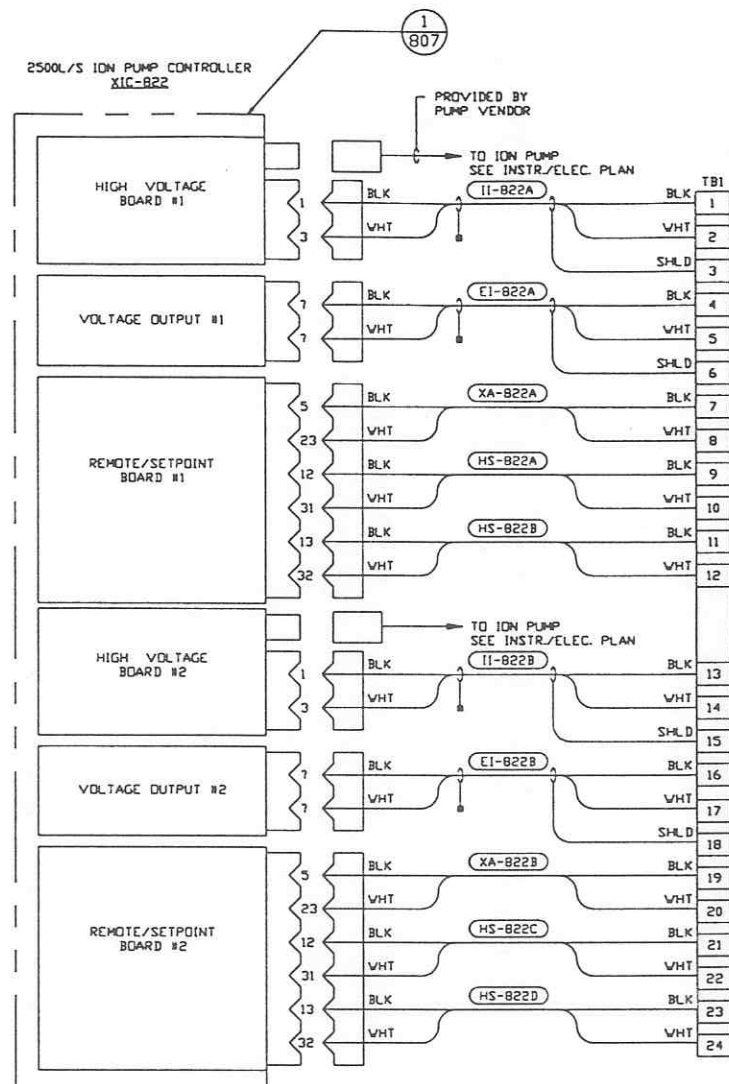 1
807
2500L/S ION PUMP CONTROLLER
XIC-822
PROVIDED BY
PUMP VENDOR
TO ION PUMP
SEE INSTR./ELEC. PLAN
TB1
HIGH VOLTAGE
BOARD #1
1 BLK II-822A BLK 1
3 WHT WHT 2
SHLD 3
VOLTAGE OUTPUT #1
? BLK EI-822A BLK 4
? WHT WHT 5
SHLD 6
REMOTE/SETPOINT
BOARD #1
5 BLK XA-822A BLK 7
23 WHT WHT 8
12 BLK HS-822A BLK 9
31 WHT WHT 10
13 BLK HS-822B BLK 11
32 WHT WHT 12
TO ION PUMP
SEE INSTR./ELEC. PLAN
HIGH VOLTAGE
BOARD #2
1 BLK II-822B BLK 13
3 WHT WHT 14
SHLD 15
VOLTAGE OUTPUT #2
? BLK EI-822B BLK 16
? WHT WHT 17
SHLD 18
REMOTE/SETPOINT
BOARD #2
5 BLK XA-822B BLK 19
23 WHT WHT 20
12 BLK HS-822C BLK 21
31 WHT WHT 22
13 BLK HS-822D BLK 23
32 WHT WHT 24